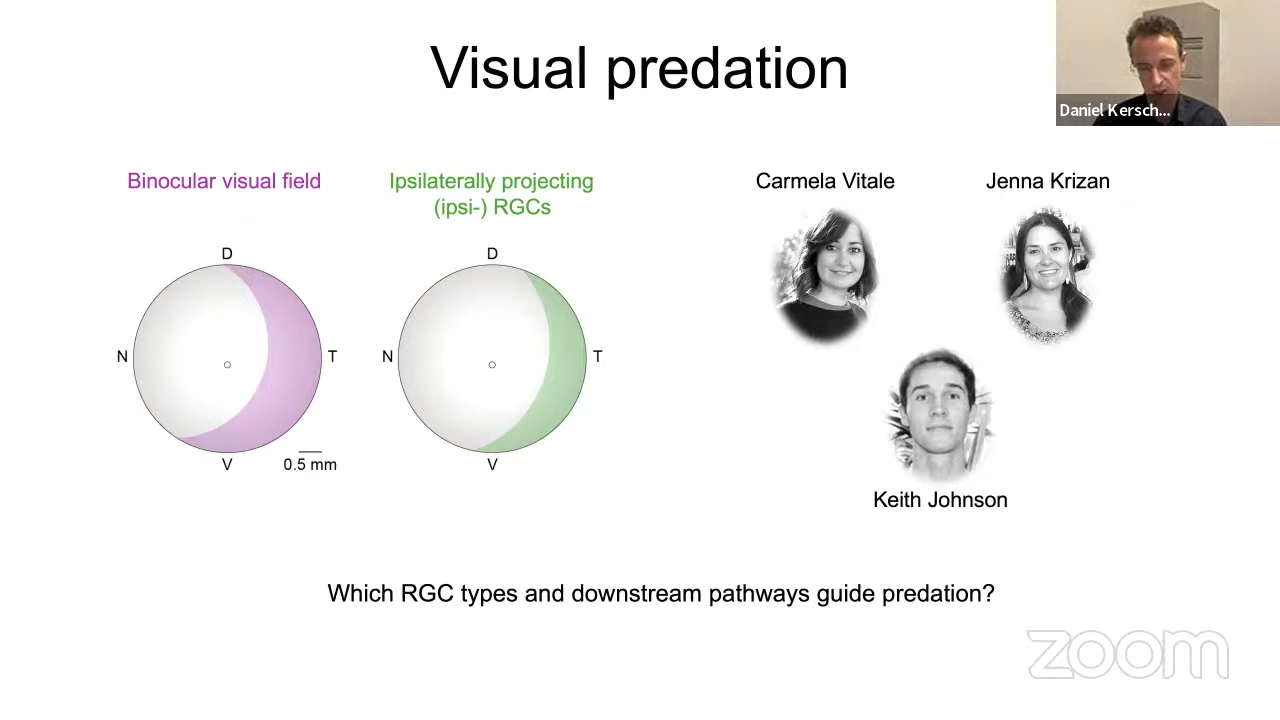 Visual predation
Daniel Kersch...
Binocular visual field
Ipsilaterally projecting
(ipsi-) RGCs
Carmela Vitale
Jenna Krizan
D
D
N
T
N
T
V
0.5 mm
V
Keith Johnson
Which RGC types and downstream pathways guide predation?
zoom